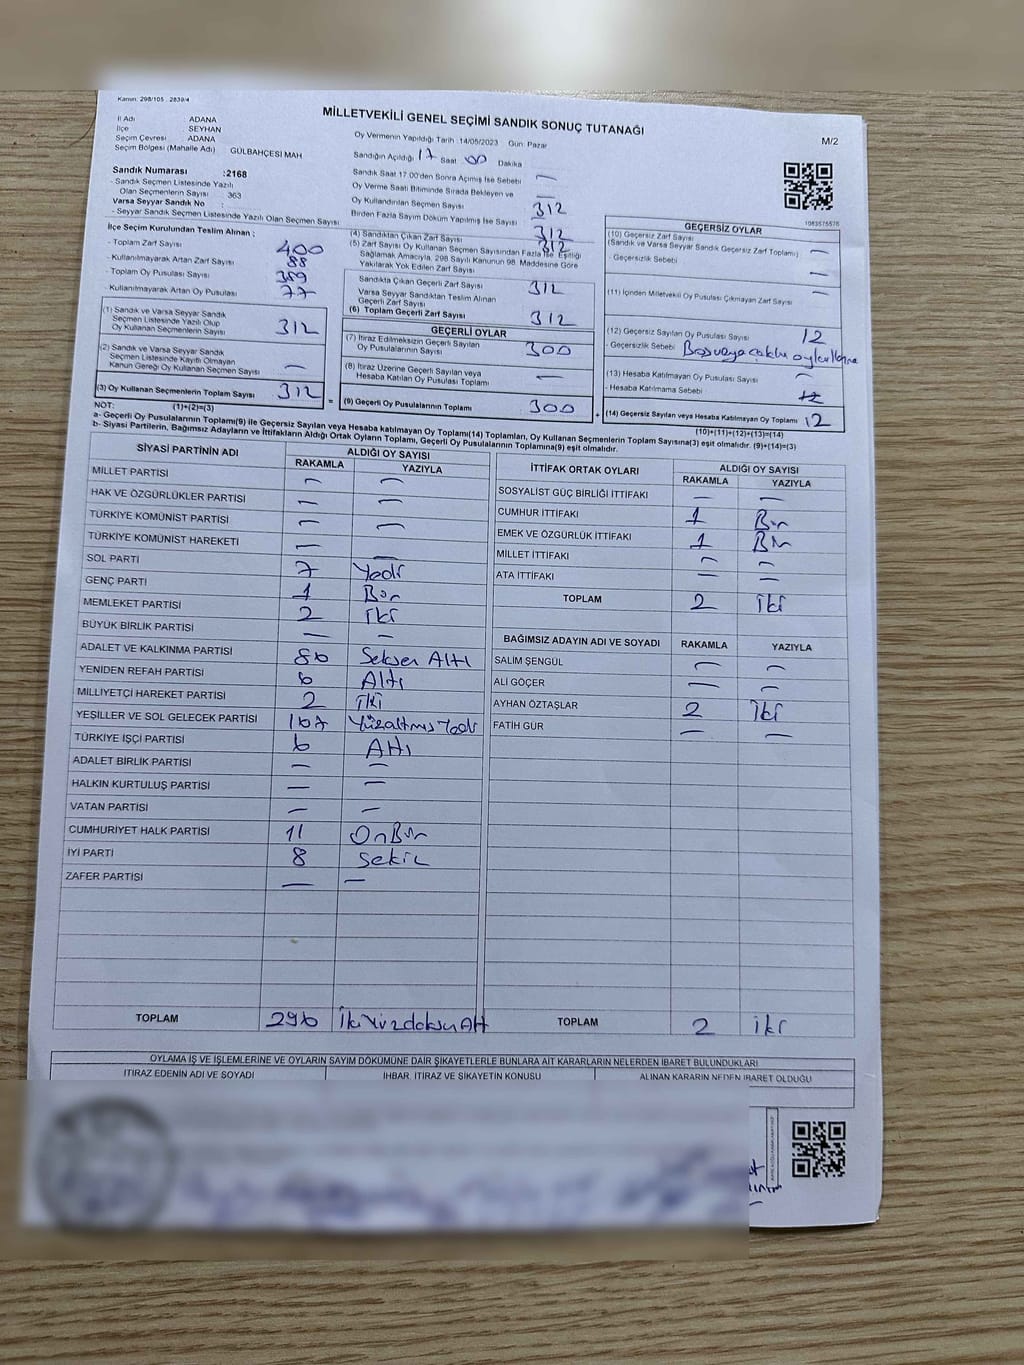 Kanun: 298/105 . 2839/4
MİLLETVEKİLİ GENEL SEÇİMİ SANDIK SONUÇ TUTANAĞI
M/2
İl Adı : ADANA
İlçe : SEYHAN
Seçim Çevresi : ADANA
Seçim Bölgesi (Mahalle Adı) : GÜLBAHÇESİ MAH
Sandık Numarası :2168
- Sandık Seçmen Listesinde Yazılı
Olan Seçmenlerin Sayısı : 363
Varsa Seyyar Sandık No :
- Seyyar Sandık Seçmen Listesinde Yazılı Olan Seçmen Sayısı
Oy Vermenin Yapıldığı Tarih :14/05/2023 Gün: Pazar
Sandığın Açıldığı 17 Saat 00 Dakika
Sandık Saat 17:00'den Sonra Açılmış İse Sebebi : —
Oy Verme Saati Bitiminde Sırada Bekleyen ve
Oy Kullandırılan Seçmen Sayısı : —
Birden Fazla Sayım Döküm Yapılmış İse Sayısı : 312
İlçe Seçim Kurulundan Teslim Alınan :
- Toplam Zarf Sayısı : 400
- Kullanılmayarak Artan Zarf Sayısı : 88
- Toplam Oy Pusulası Sayısı : 389
- Kullanılmayarak Artan Oy Pusulası : 77
(4) Sandıktan Çıkan Zarf Sayısı : 312
(5) Zarf Sayısı Oy Kullanan Seçmen Sayısından Fazla İse, Eşitliği 312
Sağlamak Amacıyla, 298 Sayılı Kanunun 98. Maddesine Göre
Yakılarak Yok Edilen Zarf Sayısı
Sandıkta Çıkan Geçerli Zarf Sayısı : 312
Varsa Seyyar Sandıktan Teslim Alınan
Geçerli Zarf Sayısı
(6) Toplam Geçerli Zarf Sayısı : 312
1083575576
GEÇERSİZ OYLAR
(10) Geçersiz Zarf Sayısı —
(Sandık ve Varsa Seyyar Sandık Geçersiz Zarf Toplamı)
- Geçersizlik Sebebi : —
(11) İçinden Milletvekili Oy Pusulası Çıkmayan Zarf Sayısı : —
(12) Geçersiz Sayılan Oy Pusulası Sayısı : 12
- Geçersizlik Sebebi :
(13) Hesaba Katılmayan Oy Pusulası Sayısı : —
- Hesaba Katılmama Sebebi :
(14) Geçersiz Sayılan veya Hesaba Katılmayan Oy Toplamı : 12
(10)+(11)+(12)+(13)=(14)
(1) Sandık ve Varsa Seyyar Sandık
Seçmen Listesinde Yazılı Olup
Oy Kullanan Seçmenlerin Sayısı : 312
(2) Sandık ve Varsa Seyyar Sandık
Seçmen Listesinde Kayıtlı Olmayan
Kanun Gereği Oy Kullanan Seçmen Sayısı : —
(3) Oy Kullanan Seçmenlerin Toplam Sayısı : 312
(1)+(2)=(3)
GEÇERLİ OYLAR
(7) İtiraz Edilmeksizin Geçerli Sayılan
Oy Pusulalarının Sayısı : 300
(8) İtiraz Üzerine Geçerli Sayılan veya
Hesaba Katılan Oy Pusulası Toplamı : —
(9) Geçerli Oy Pusulalarının Toplamı : 300
NOT:
a- Geçerli Oy Pusulalarının Toplamı(9) ile Geçersiz Sayılan veya Hesaba katılmayan Oy Toplamı(14) Toplamları, Oy Kullanan Seçmenlerin Toplam Sayısına(3) eşit olmalıdır. (9)+(14)=(3)
b- Siyasi Partilerin, Bağımsız Adayların ve İttifakların Aldığı Ortak Oyların Toplamı, Geçerli Oy Pusulalarının Toplamına(9) eşit olmalıdır.
SİYASİ PARTİNİN ADI ALDIĞI OY SAYISI
RAKAMLA YAZIYLA
MİLLET PARTİSİ — —
HAK VE ÖZGÜRLÜKLER PARTİSİ — —
TÜRKİYE KOMÜNİST PARTİSİ — —
TÜRKİYE KOMÜNİST HAREKETİ — —
SOL PARTİ 7 Yedi
GENÇ PARTİ 1 Bir
MEMLEKET PARTİSİ 2 iki
BÜYÜK BİRLİK PARTİSİ — —
ADALET VE KALKINMA PARTİSİ 86 Seksen Altı
YENİDEN REFAH PARTİSİ 6 Altı
MİLLİYETÇİ HAREKET PARTİSİ 2 iki
YEŞİLLER VE SOL GELECEK PARTİSİ 167 Yüzaltmış Yedi
TÜRKİYE İŞÇİ PARTİSİ 6 Altı
ADALET BİRLİK PARTİSİ — —
HALKIN KURTULUŞ PARTİSİ — —
VATAN PARTİSİ — —
CUMHURİYET HALK PARTİSİ 11 OnBir
İYİ PARTİ 8 Sekiz
ZAFER PARTİSİ — —
TOPLAM 296 İkiYüzdoksan Altı
İTTİFAK ORTAK OYLARI ALDIĞI OY SAYISI
RAKAMLA YAZIYLA
SOSYALİST GÜÇ BİRLİĞİ İTTİFAKI — —
CUMHUR İTTİFAKI 1 Bir
EMEK VE ÖZGÜRLÜK İTTİFAKI 1 Bir
MİLLET İTTİFAKI — —
ATA İTTİFAKI — —
TOPLAM 2 İki
BAĞIMSIZ ADAYIN ADI VE SOYADI RAKAMLA YAZIYLA
SALİM ŞENGÜL — —
ALİ GÖÇER — —
AYHAN ÖZTAŞLAR 2 İki
FATİH GÜR — —
TOPLAM 2 iki
OYLAMA İŞ VE İŞLEMLERİNE VE OYLARIN SAYIM DÖKÜMÜNE DAİR ŞİKAYETLERLE BUNLARA AİT KARARLARIN NELERDEN İBARET BULUNDUKLARI
İTİRAZ EDENİN ADI VE SOYADI İHBAR, İTİRAZ VE ŞİKAYETİN KONUSU ALINAN KARARIN NEDEN İBARET OLDUĞU